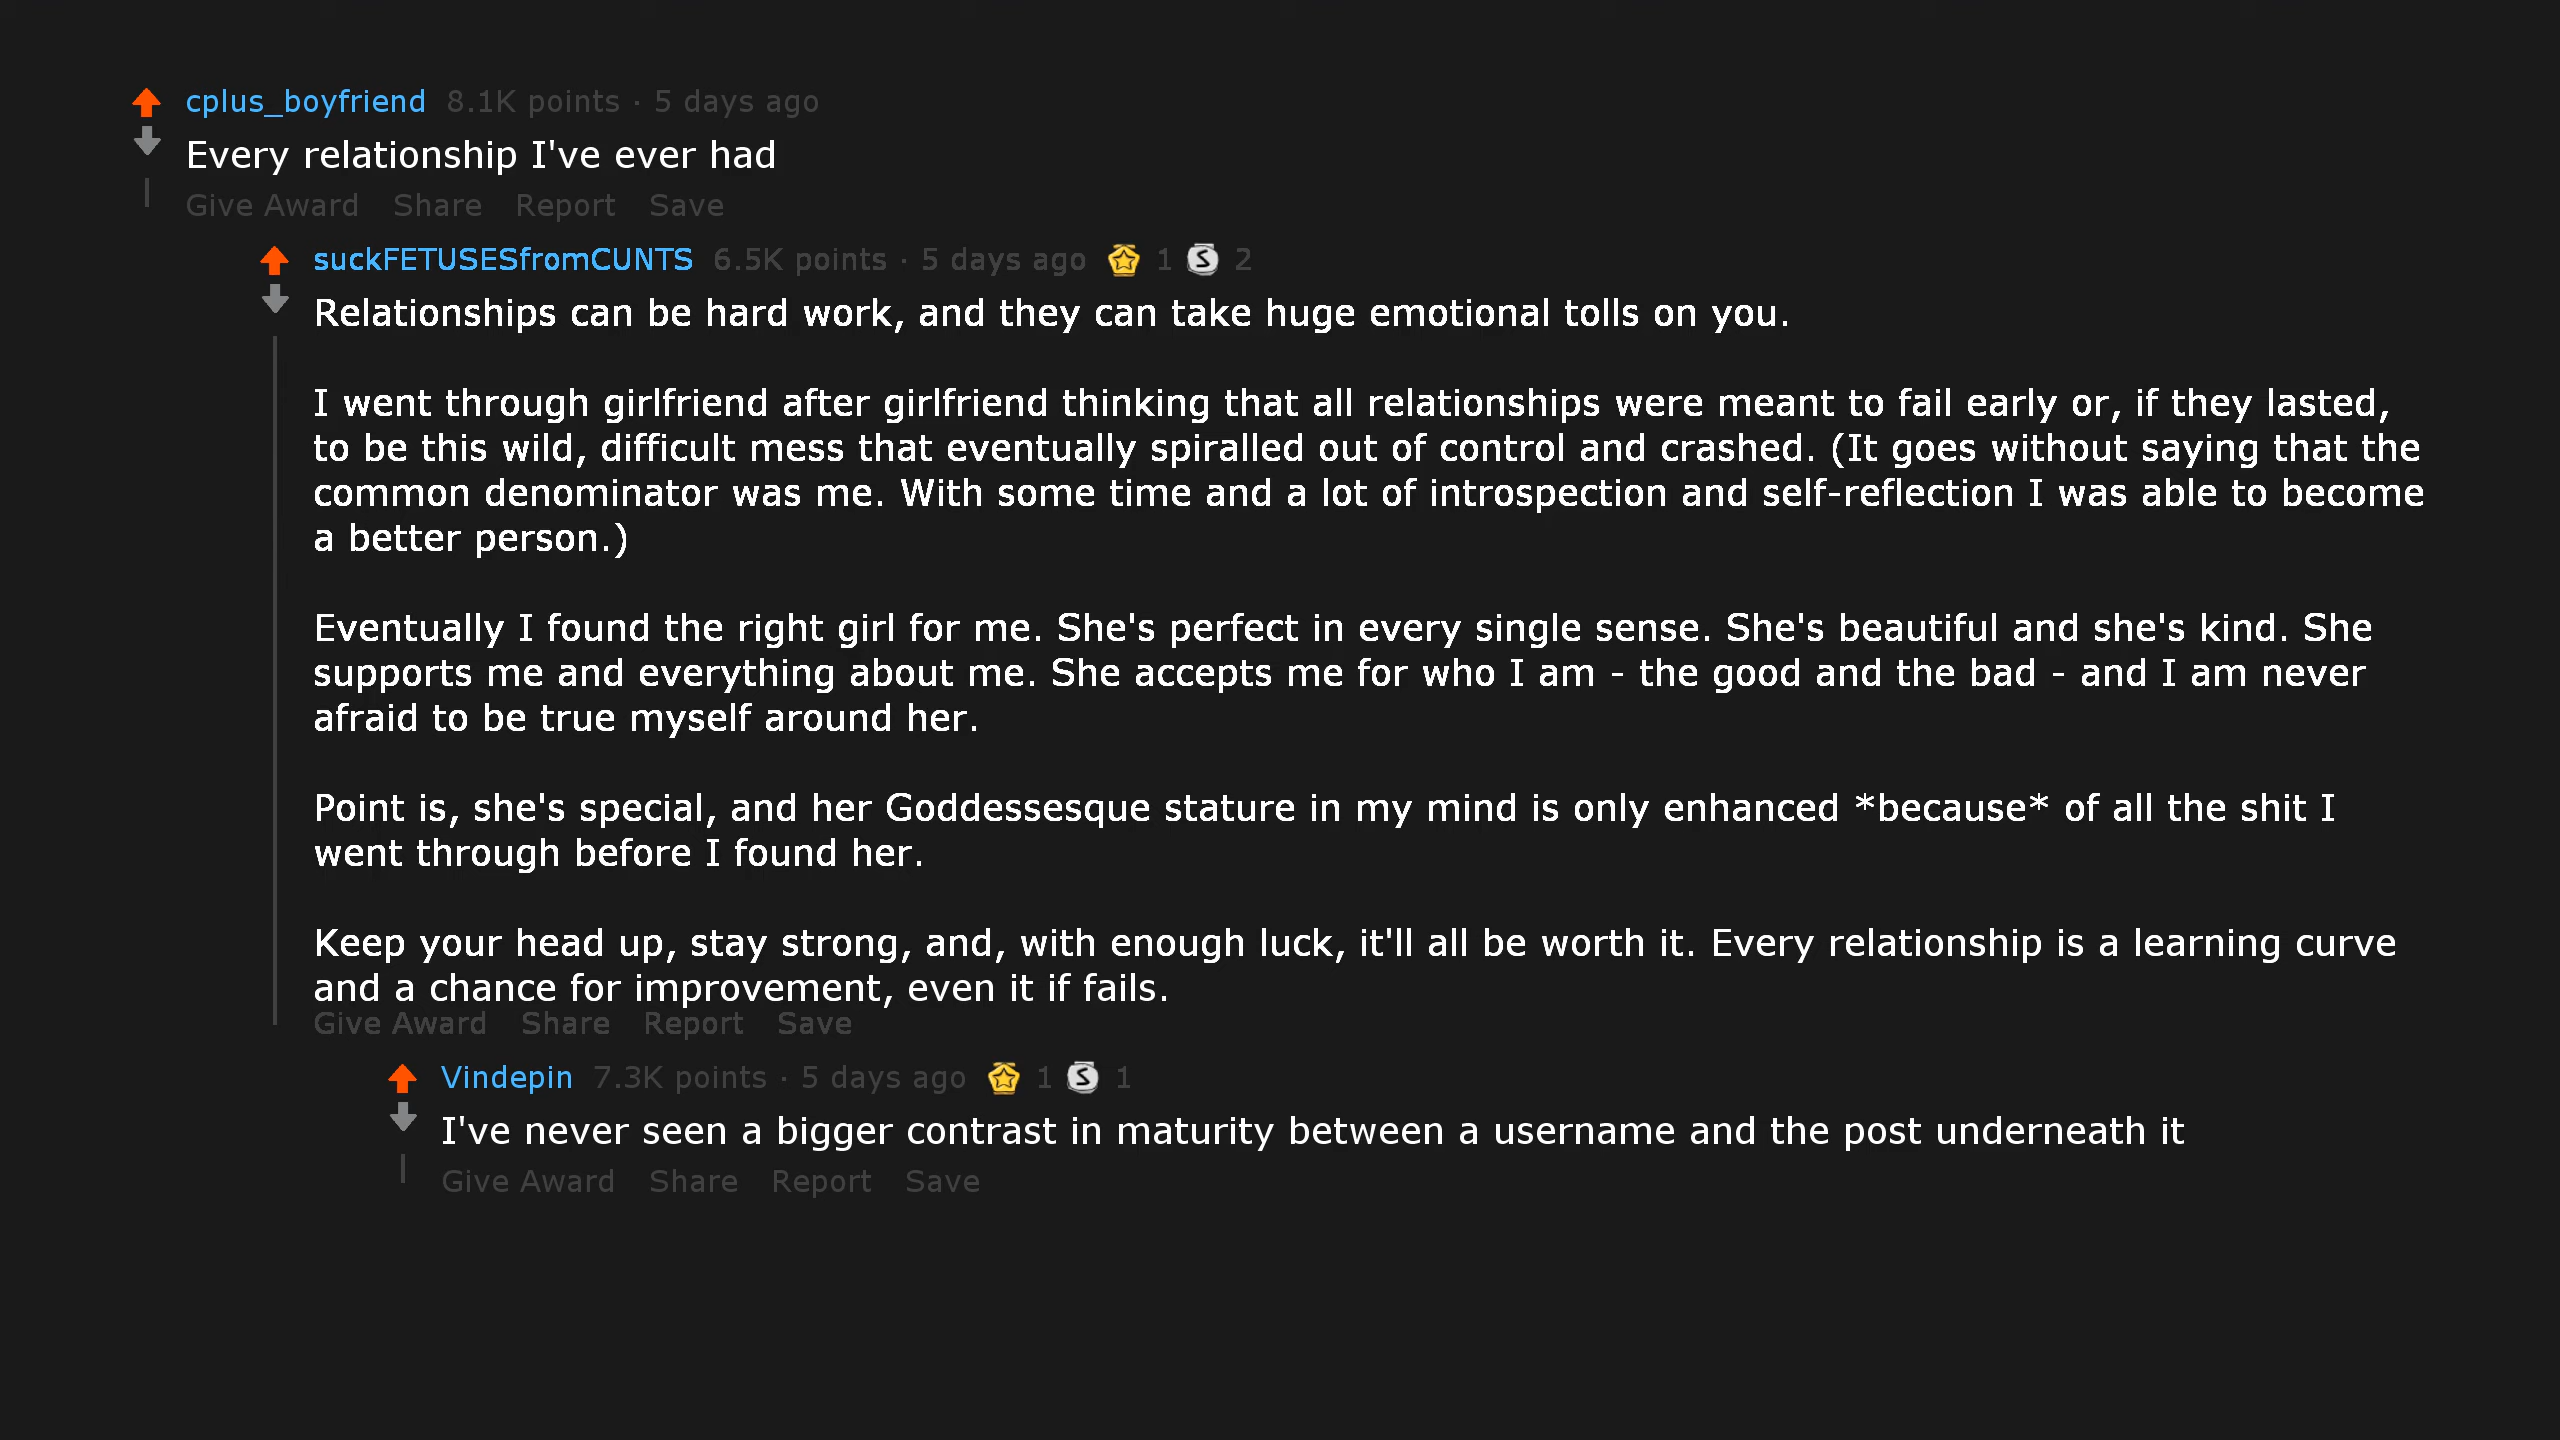 cplus_boyfriend 8.1K points · 5 days ago
Every relationship I've ever had
Give Award Share Report Save
suckFETUSESfromCUNTS 6.5K points · 5 days ago 1 S 2
Relationships can be hard work, and they can take huge emotional tolls on you.
I went through girlfriend after girlfriend thinking that all relationships were meant to fail early or, if they lasted,
to be this wild, difficult mess that eventually spiralled out of control and crashed. (It goes without saying that the
common denominator was me. With some time and a lot of introspection and self-reflection I was able to become
a better person.)
Eventually I found the right girl for me. She's perfect in every single sense. She's beautiful and she's kind. She
supports me and everything about me. She accepts me for who I am - the good and the bad - and I am never
afraid to be true myself around her.
Point is, she's special, and her Goddessesque stature in my mind is only enhanced *because* of all the shit I
went through before I found her.
Keep your head up, stay strong, and, with enough luck, it'll all be worth it. Every relationship is a learning curve
and a chance for improvement, even it if fails.
Give Award Share Report Save
Vindepin 7.3K points · 5 days ago 1 S 1
I've never seen a bigger contrast in maturity between a username and the post underneath it
Give Award Share Report Save